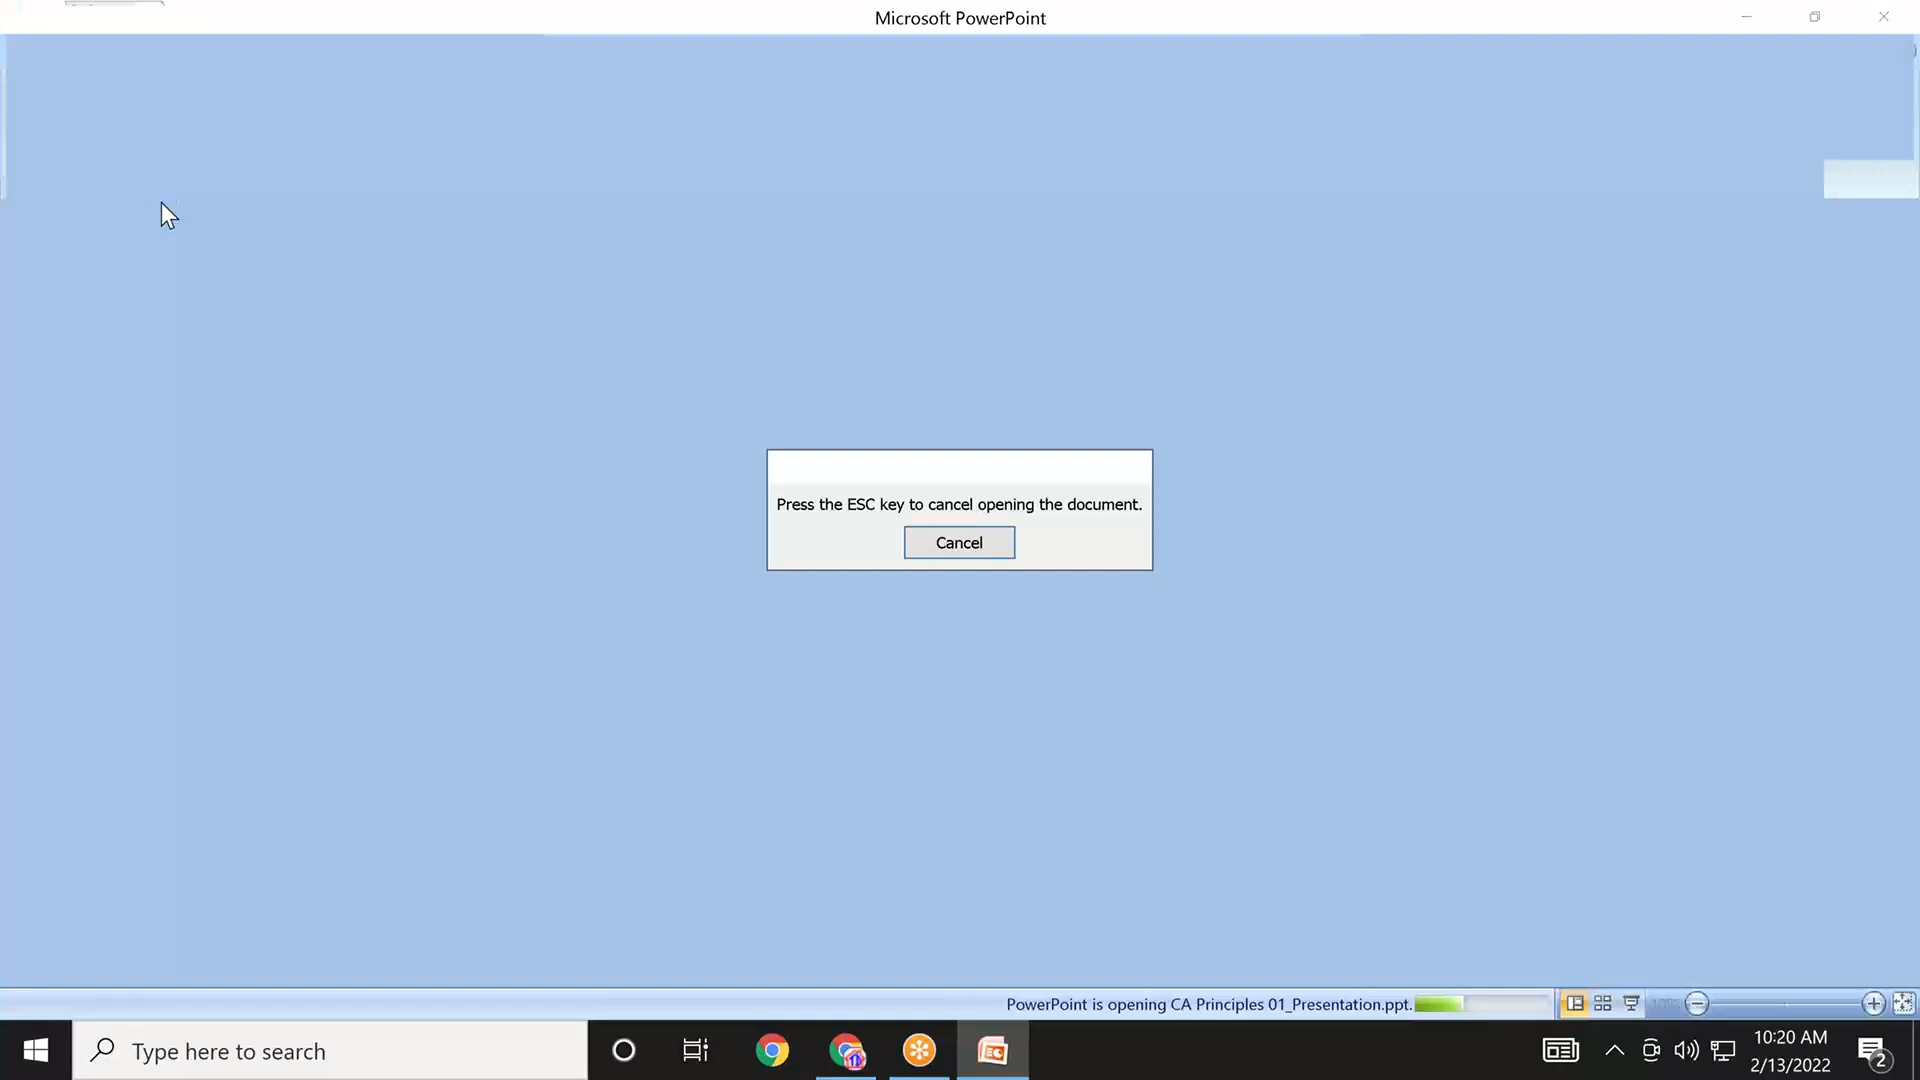 Microsoft PowerPoint
Press the ESC key to cancel opening the document.
Cancel
PowerPoint is opening CA Principles 01_Presentation.ppt.
Type here to search
10:20 AM
2/13/2022
2